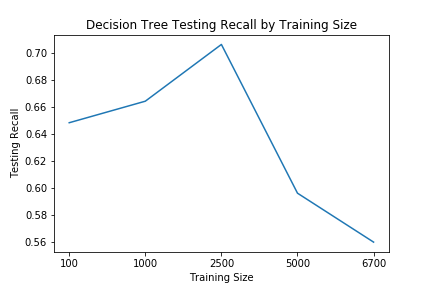 Decision Tree Testing Recall by Training Size
0.70
0.68
0.66
0.64
0.62
0.60
0.58
0.56
Testing Recall
100 1000 2500 5000 6700
Training Size